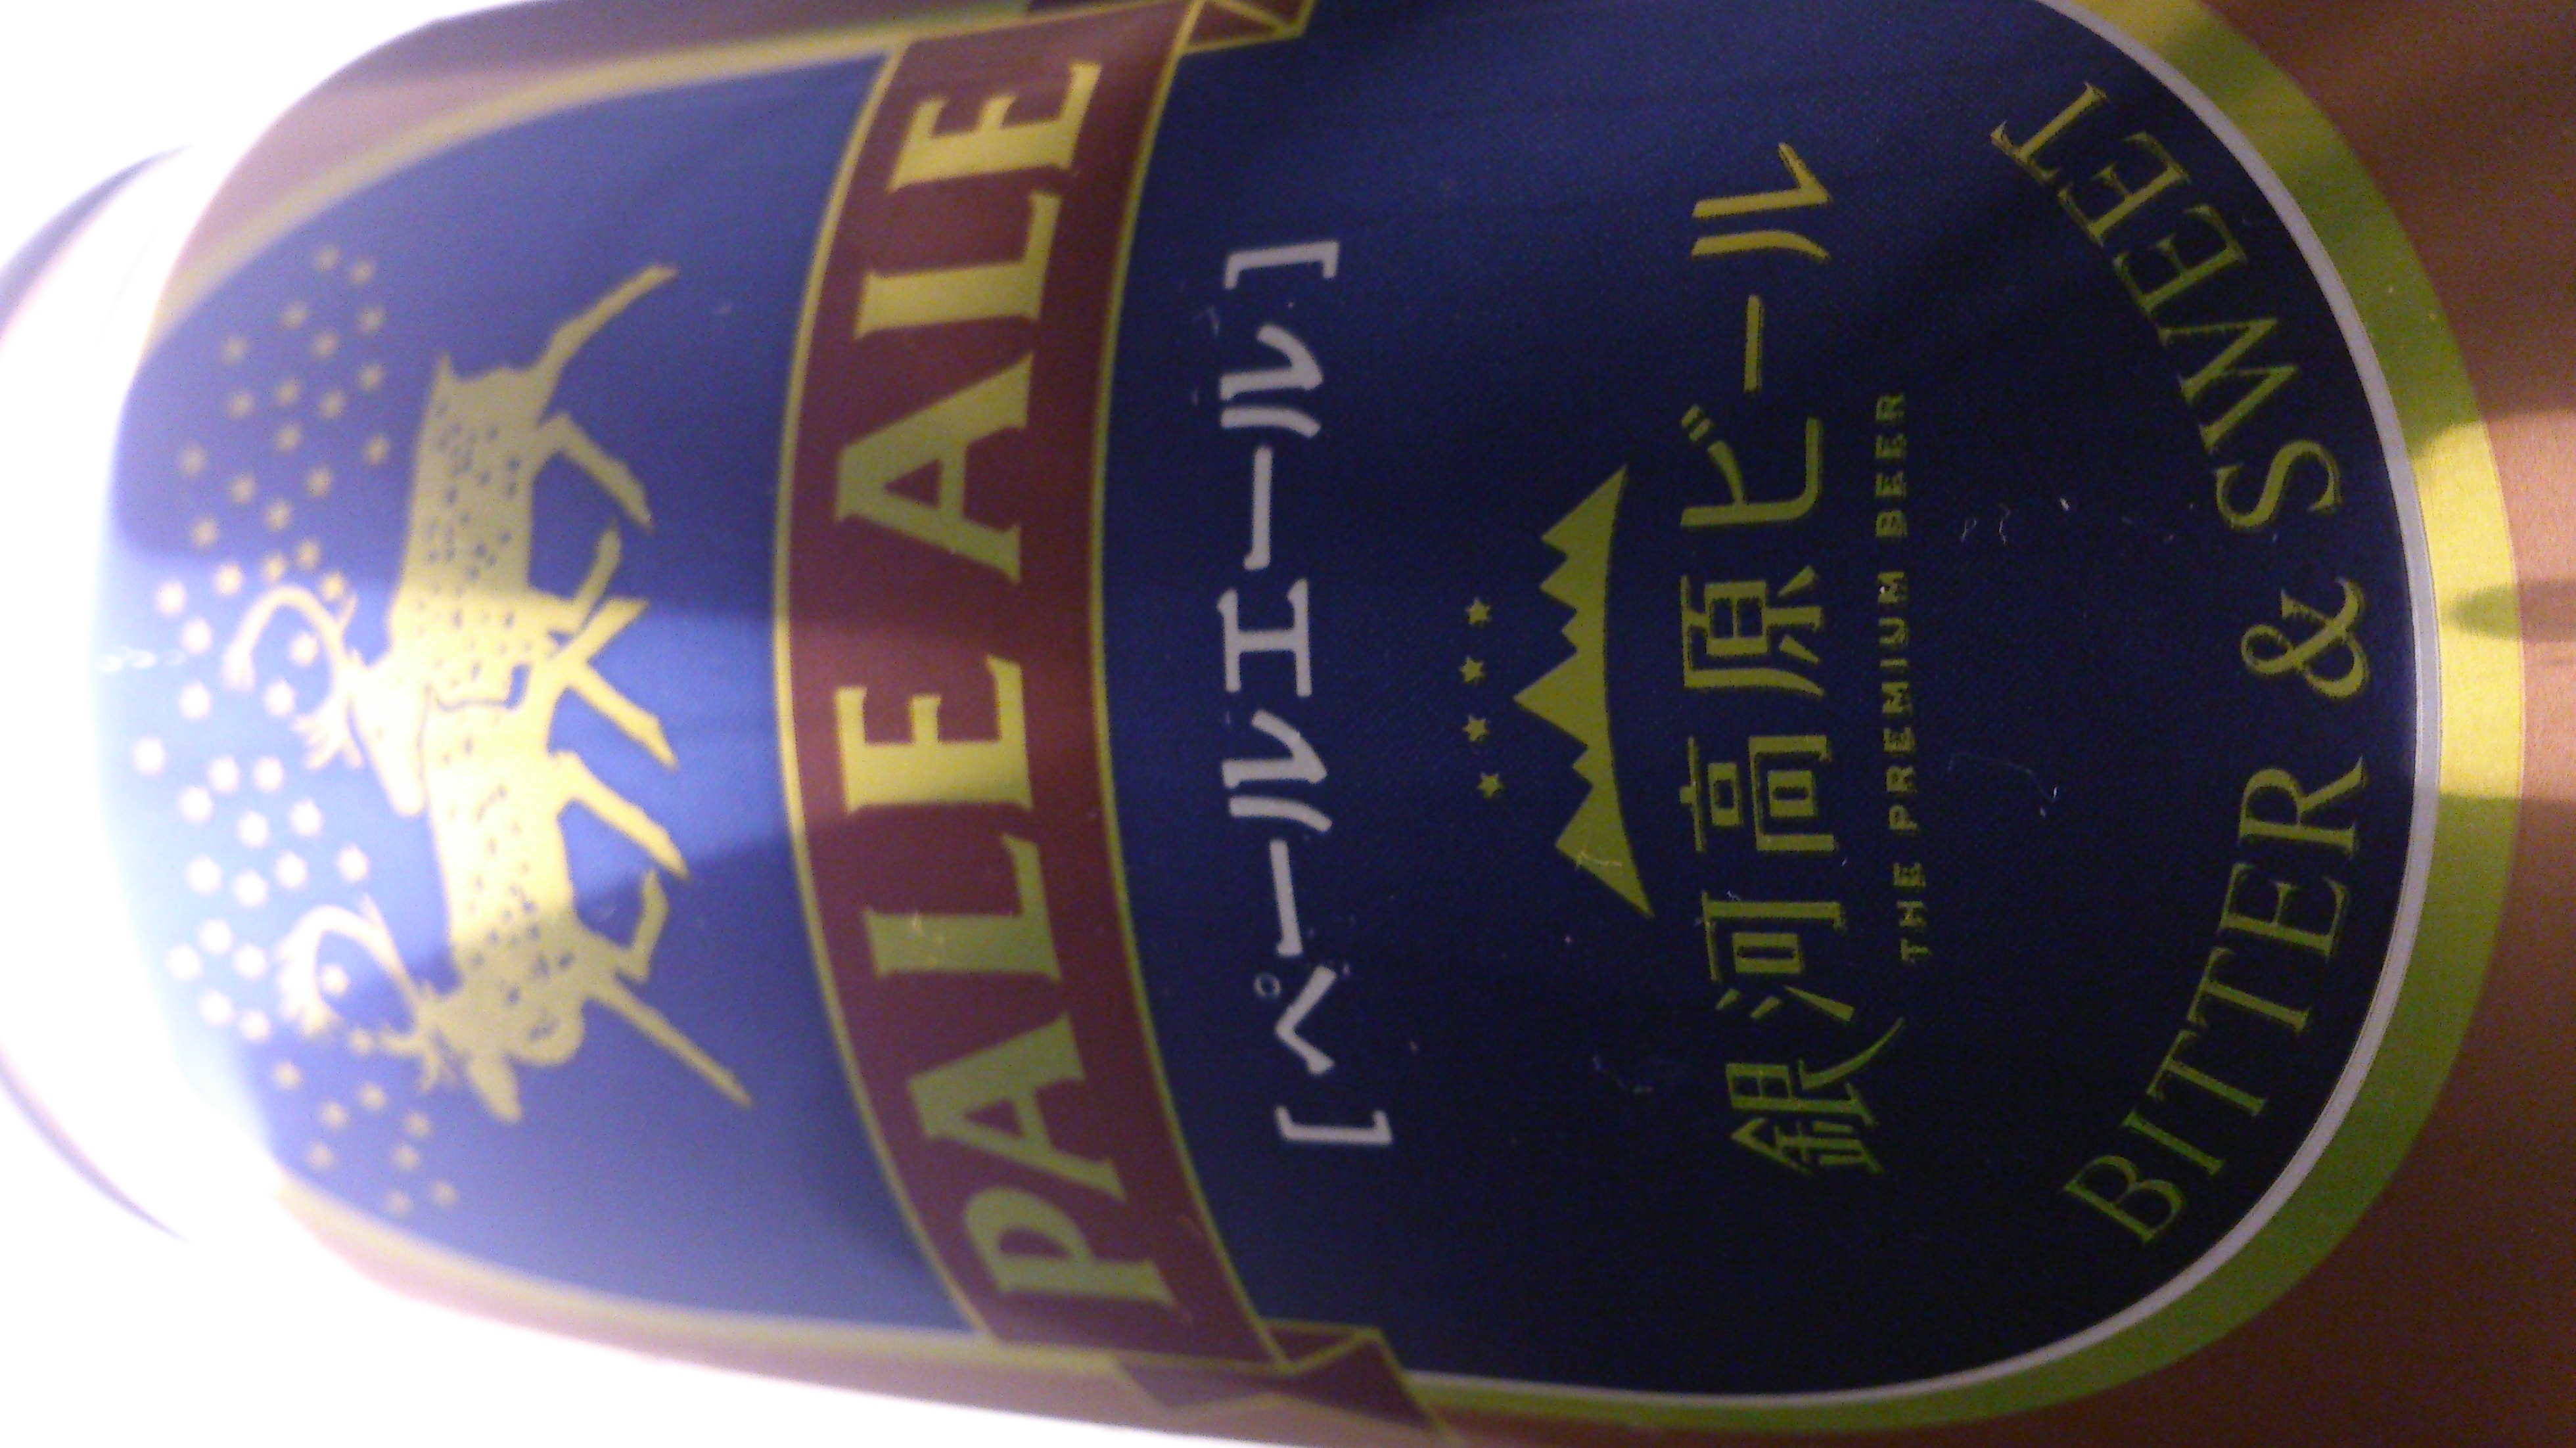 PALE ALE
[ペールエール]
銀河高原ビール
THE PREMIUM BEER
BITTER & SWEET